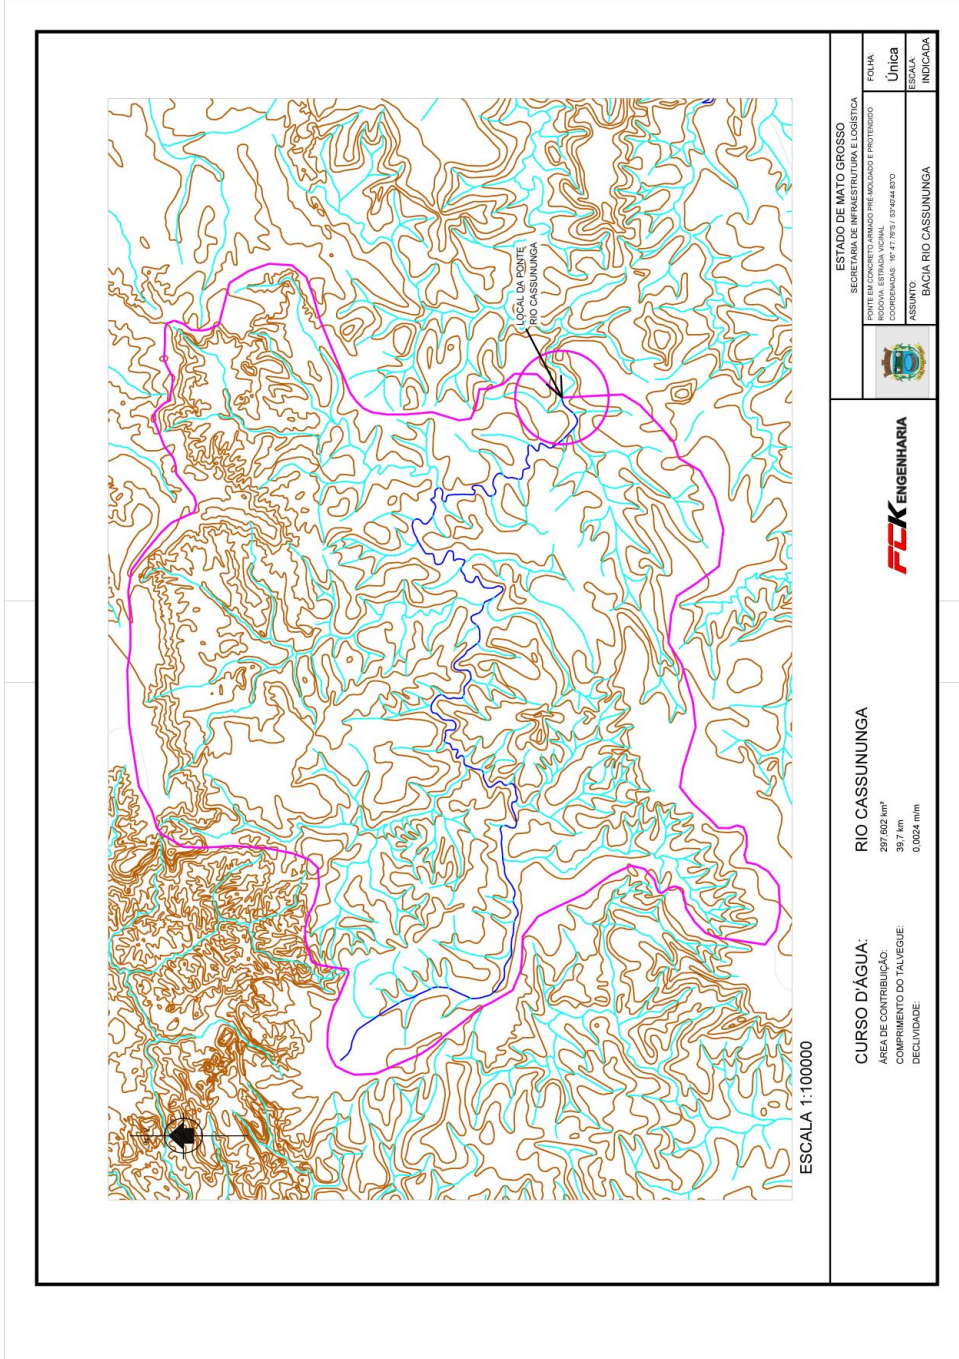 LOCAL DA PONTE
RIO CASSUNUNGA
ESCALA 1:100000
CURSO D'ÁGUA: RIO CASSUNUNGA
ÁREA DE CONTRIBUIÇÃO: 297,602 km²
COMPRIMENTO DO TALVEGUE: 39,7 km
DECLIVIDADE: 0,0024 m/m
FCK ENGENHARIA
ESTADO DE MATO GROSSO
SECRETARIA DE INFRAESTRUTURA E LOGÍSTICA
PONTE EM CONCRETO ARMADO PRÉ-MOLDADO E PROTENDIDO
RODOVIA: ESTRADA VICINAL
COORDENADAS: 16° 4'7.76"S / 53°40'44.83"O
ASSUNTO:
BACIA RIO CASSUNUNGA
FOLHA:
Única
ESCALA:
INDICADA